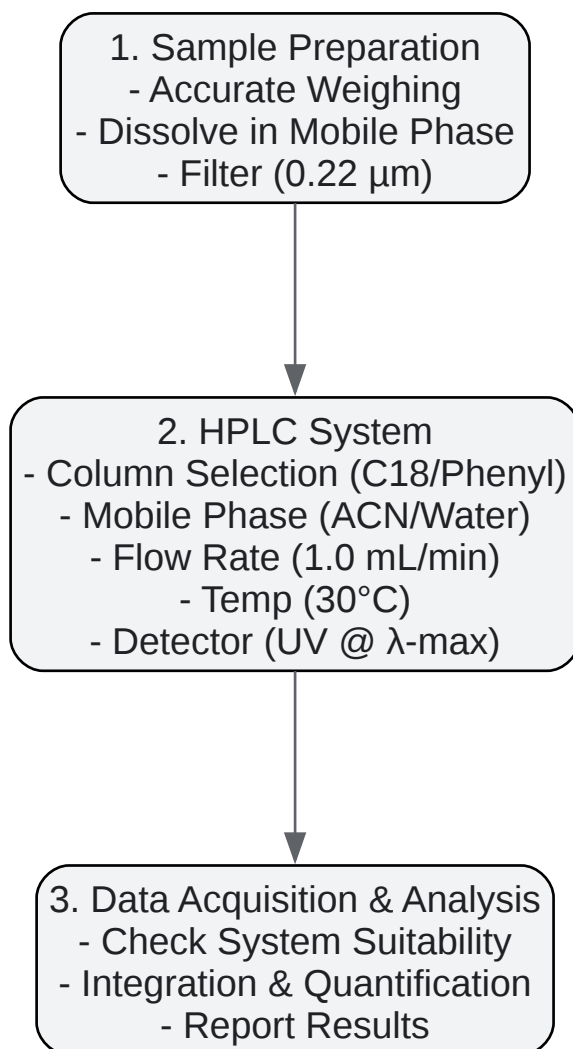 1. Sample Preparation
- Accurate Weighing
- Dissolve in Mobile Phase
- Filter (0.22 µm)
2. HPLC System
- Column Selection (C18/Phenyl)
- Mobile Phase (ACN/Water)
- Flow Rate (1.0 mL/min)
- Temp (30°C)
- Detector (UV @ λ-max)
3. Data Acquisition & Analysis
- Check System Suitability
- Integration & Quantification
- Report Results